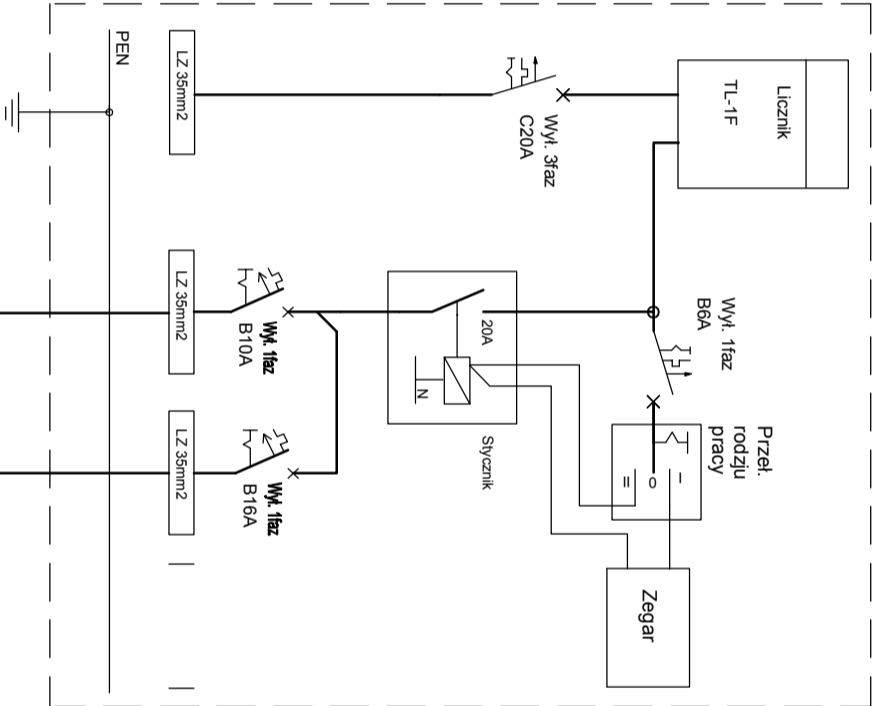 Licznik
TL-1F
Wył. 3faz
C20A
PEN
LZ 35mm2
Wył. 1faz
B6A
Przeł.
rodzju
pracy
I
O
II
Zegar
20A
N
Stycznik
Wył. 1faz
B10A
LZ 35mm2
Wył. 1faz
B16A
LZ 35mm2